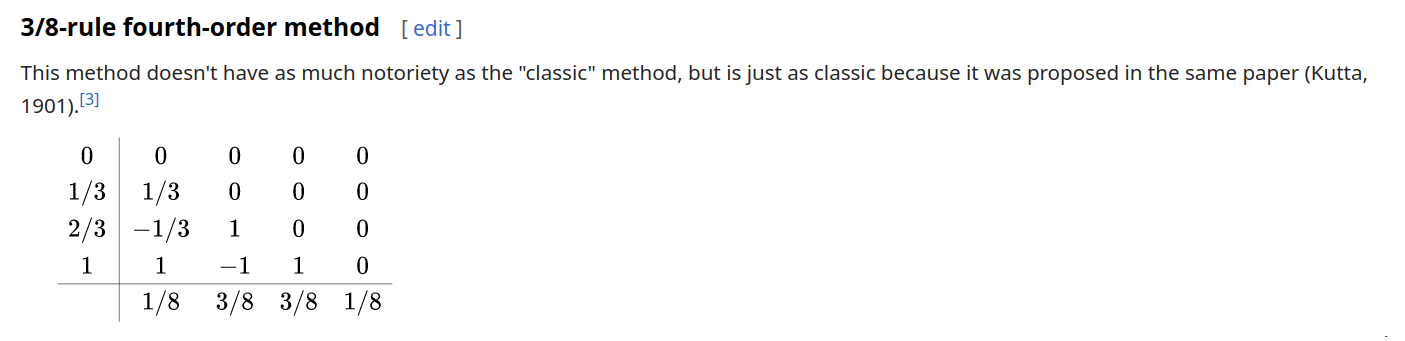 3/8-rule fourth-order method [ edit ]
This method doesn't have as much notoriety as the "classic" method, but is just as classic because it was proposed in the same paper (Kutta,
1901).[3]
0 0 0 0 0
1/3 1/3 0 0 0
2/3 −1/3 1 0 0
1 1 −1 1 0
1/8 3/8 3/8 1/8